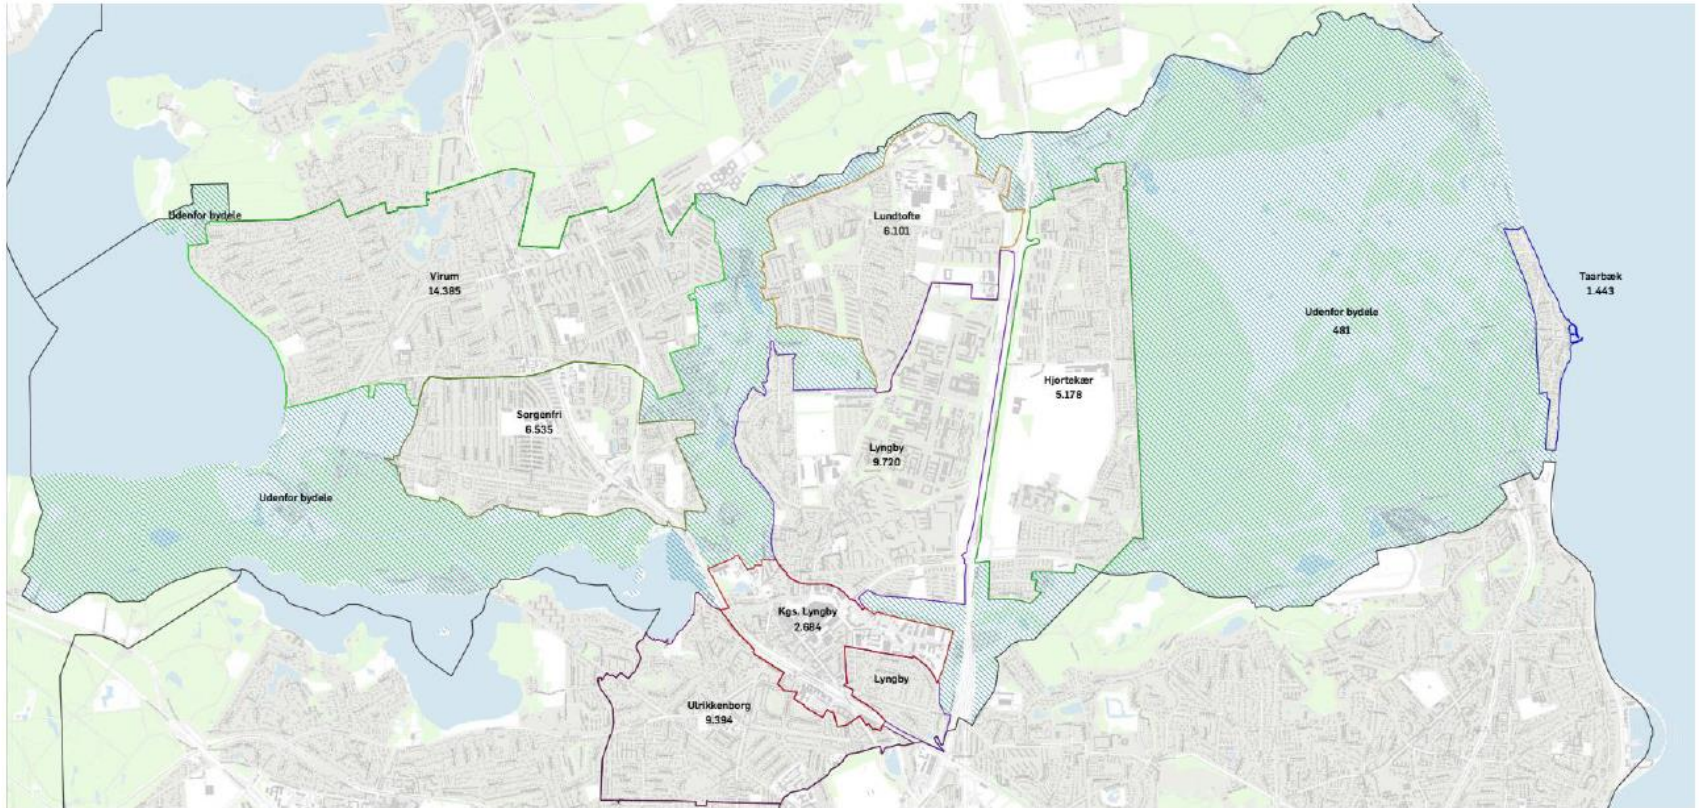 Udenfor bydele
Lundtofte
6.101
Virum
14.385
Taarbæk
1.443
Udenfor bydele
481
Hjortekær
5.178
Sorgenfri
6.535
Lyngby
9.720
Udenfor bydele
Kgs. Lyngby
2.684
Lyngby
Ulrikkenborg
9.394